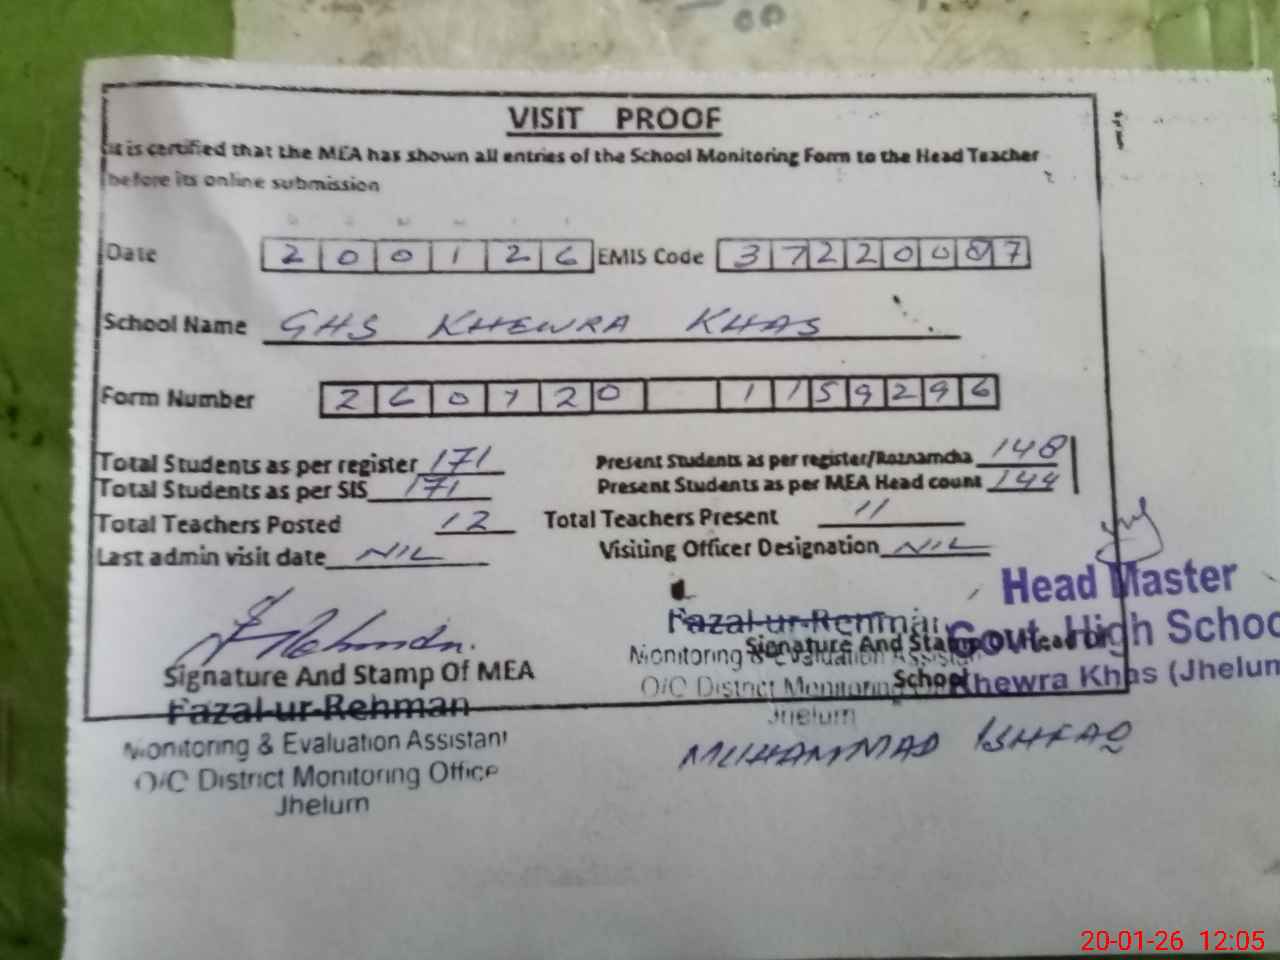 VISIT PROOF
It is certified that the MEA has shown all entries of the School Monitoring Form to the Head Teacher
before its online submission
Date 200126 EMIS Code 37220087
School Name GHS KHEWRA KHAS
Form Number 260120 1159296
Total Students as per register 171 Present Students as per register/Roznamcha 148
Total Students as per SIS 171 Present Students as per MEA Head count 144
Total Teachers Posted 12 Total Teachers Present 11
Last admin visit date NIL Visiting Officer Designation NIL
Head Master
Govt. High School
Khewra Khas (Jhelum
Fazal-ur-Rehman
Monitoring & Evaluation Assistan
O/C District Monitoring
Jhelum
Signature And Stamp Of Head Of
School
MUHAMMAD ISHFAQ
Rehman.
Signature And Stamp Of MEA
Fazal-ur-Rehman
Monitoring & Evaluation Assistant
O/C District Monitoring Office
Jhelum
20-01-26 12:05